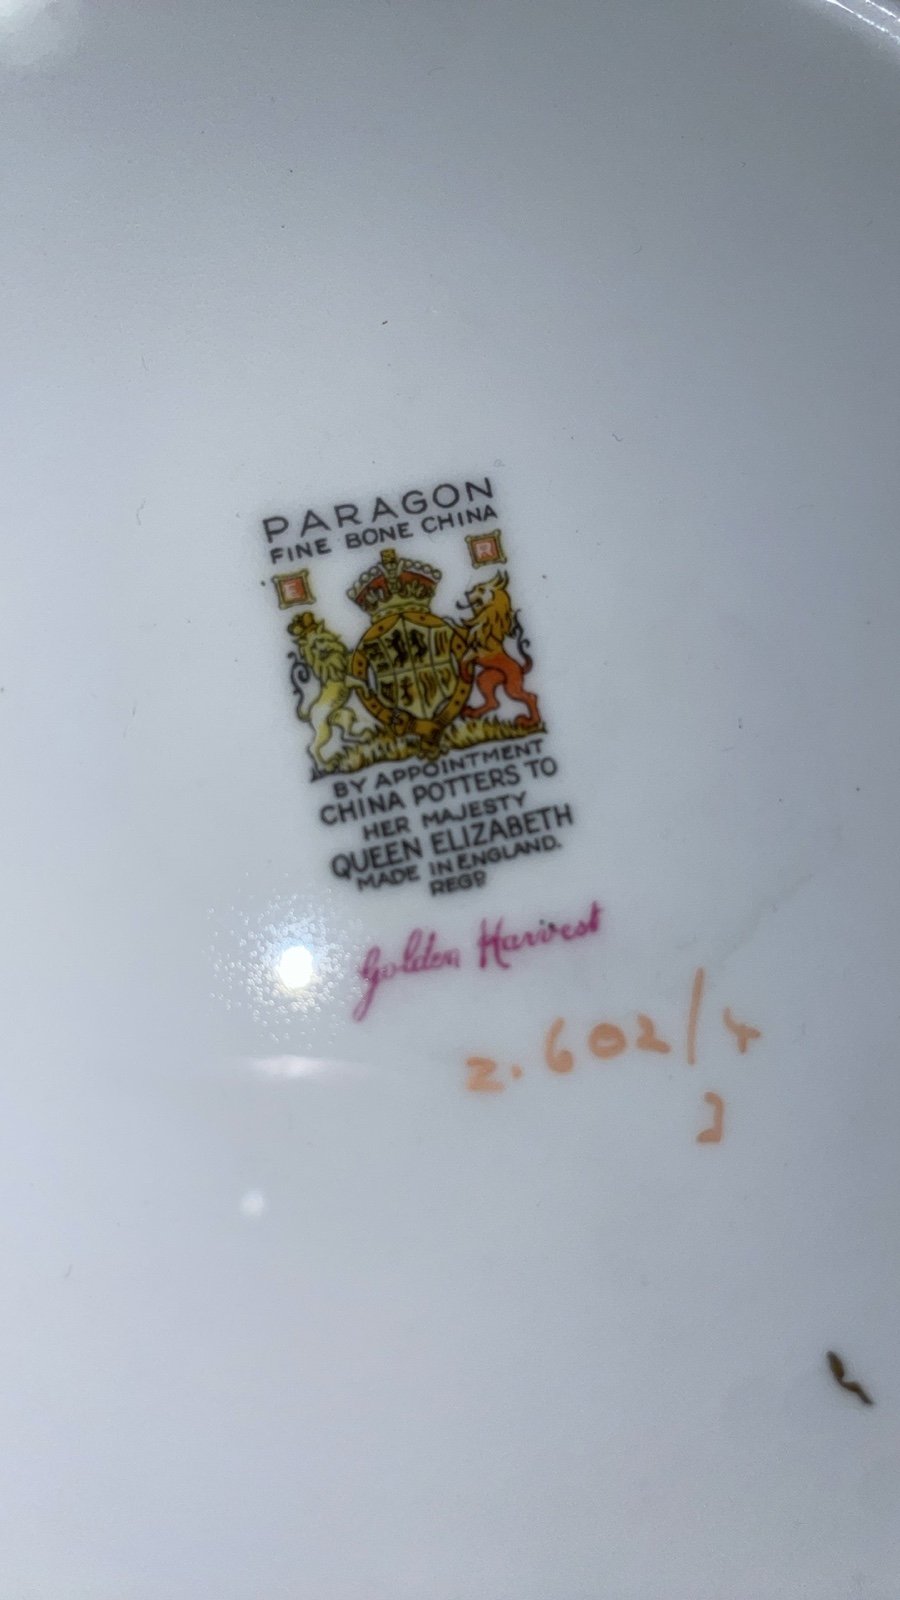 PARAGON
FINE BONE CHINA
E R
BY APPOINTMENT
CHINA POTTERS TO
HER MAJESTY
QUEEN ELIZABETH
MADE IN ENGLAND.
REGD
Golden Harvest
Z.602/4
2